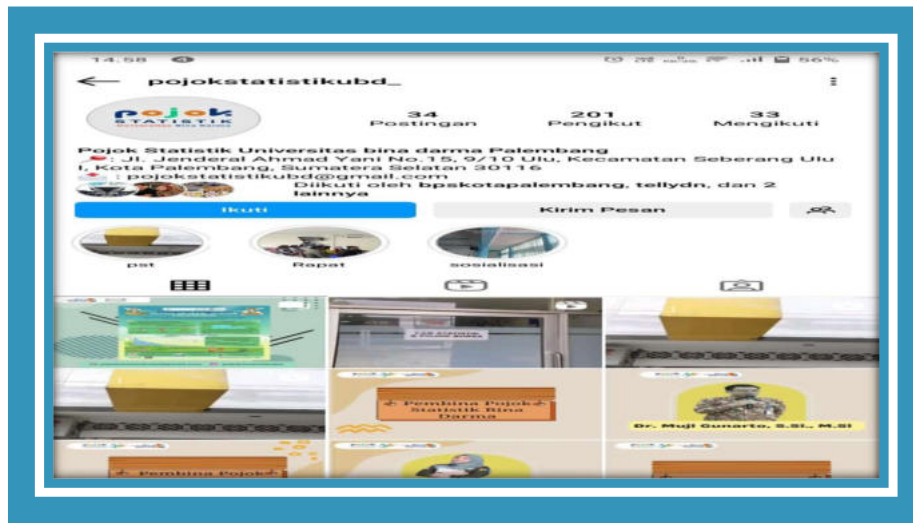 14.58
56%
pojokstatistikubd_
pojok
STATISTIK
Universitas Bina Darma
34
201
33
Postingan
Pengikut
Mengikuti
Pojok Statistik Universitas bina darma Palembang
: Jl. Jenderal Ahmad Yani No.15, 9/10 Ulu, Kecamatan Seberang Ulu
I, Kota Palembang, Sumatera Selatan 30116
: pojokstatistikubd@gmail.com
Diikuti oleh bpskotapalembang, tellydn, dan 2
lainnya
Ikuti
Kirim Pesan
pst
Rapat
sosialisasi
Pembina Pojok
Statistik Bina
Darma
Dr. Muji Gunarto, S.Si., M.Si
Pembina Pojok